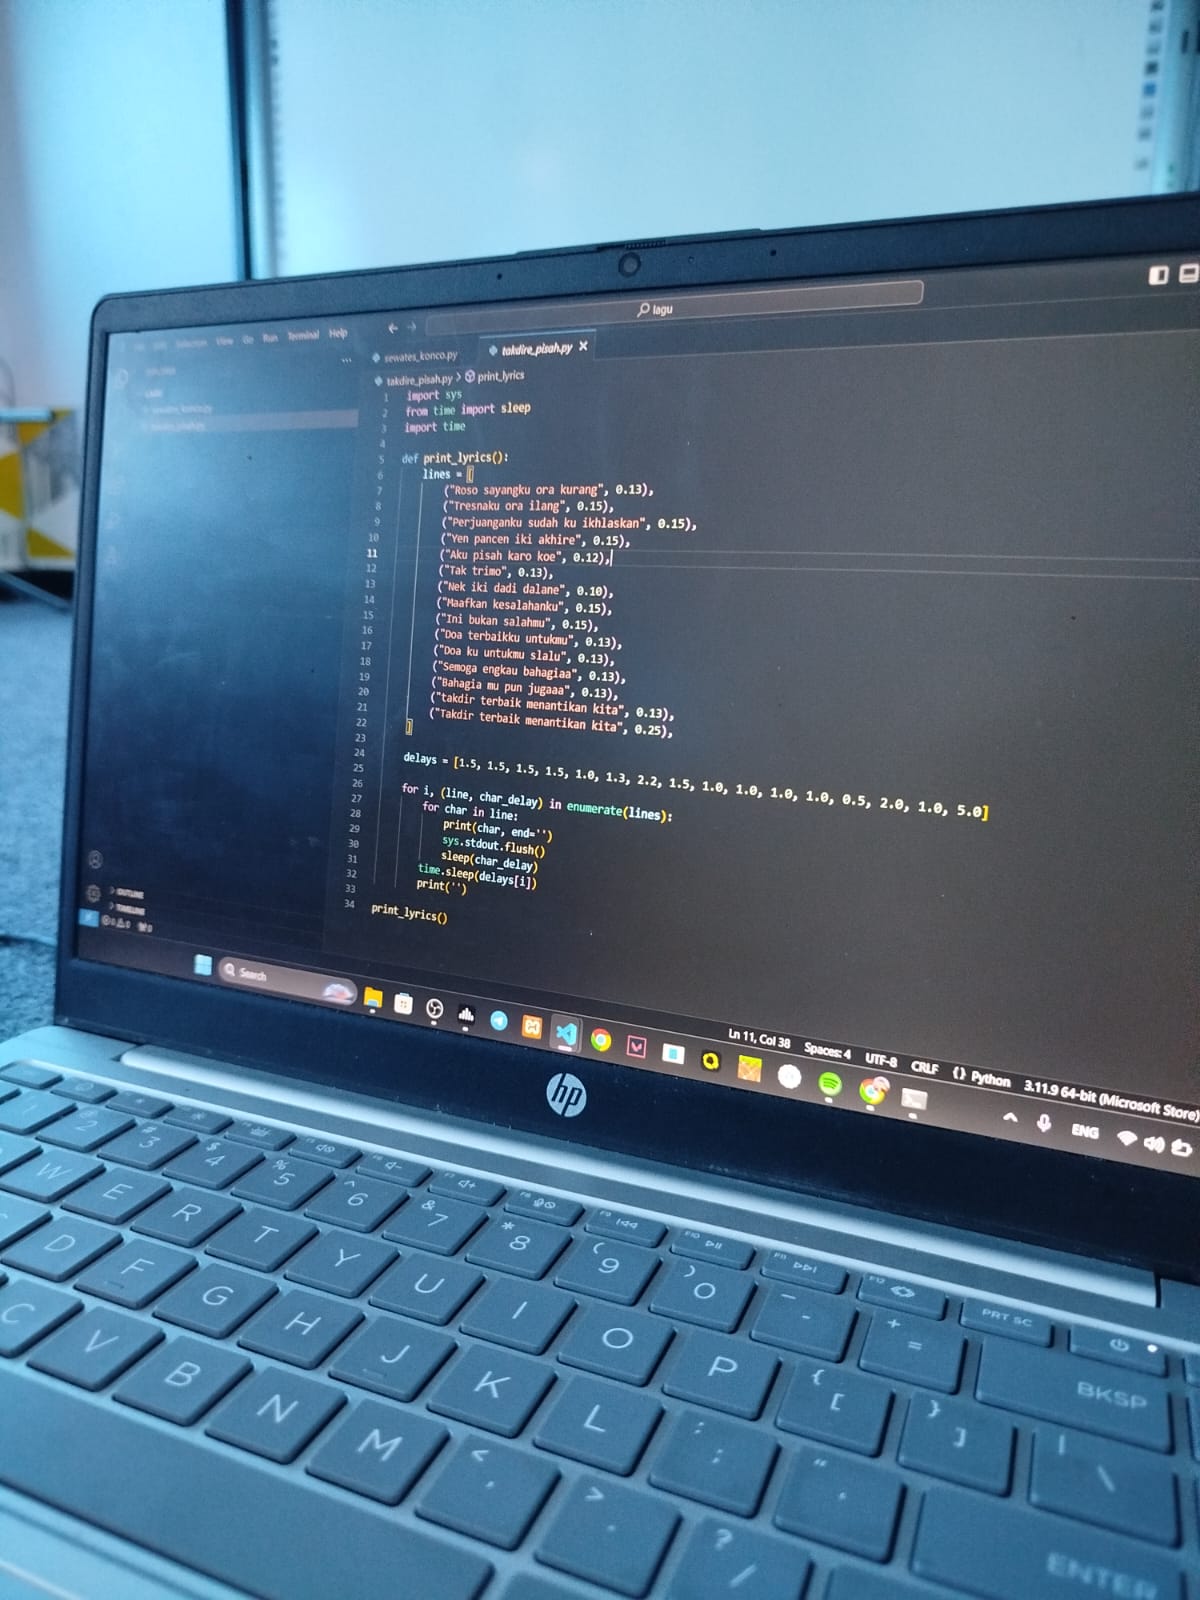 View Go Run Terminal Help
lagu
sewates_konco.py
takdire_pisah.py
takdire_pisah.py > print_lyrics
1 import sys
2 from time import sleep
3 import time
4
5 def print_lyrics():
6 lines = [
7 ("Roso sayangku ora kurang", 0.13),
8 ("Tresnaku ora ilang", 0.15),
9 ("Perjuanganku sudah ku ikhlaskan", 0.15),
10 ("Yen pancen iki akhire", 0.15),
11 ("Aku pisah karo koe", 0.12),
12 ("Tak trimo", 0.13),
13 ("Nek iki dadi dalane", 0.10),
14 ("Maafkan kesalahanku", 0.15),
15 ("Ini bukan salahmu", 0.15),
16 ("Doa terbaikku untukmu", 0.13),
17 ("Doa ku untukmu slalu", 0.13),
18 ("Semoga engkau bahagiaa", 0.13),
19 ("Bahagia mu pun jugaaa", 0.13),
20 ("takdir terbaik menantikan kita", 0.13),
21 ("Takdir terbaik menantikan kita", 0.25),
22 ]
23
24 delays = [1.5, 1.5, 1.5, 1.5, 1.0, 1.3, 2.2, 1.5, 1.0, 1.0, 1.0, 1.0, 0.5, 2.0, 1.0, 5.0]
25
26 for i, (line, char_delay) in enumerate(lines):
27 for char in line:
28 print(char, end='')
29 sys.stdout.flush()
30 sleep(char_delay)
31 time.sleep(delays[i])
32 print('')
33
34 print_lyrics()
OUTLINE
TIMELINE
Ln 11, Col 38 Spaces: 4 UTF-8 CRLF {} Python 3.11.9 64-bit (Microsoft Store)
Search
ENG
hp
PRT SC
2 3 4 5 6 7 8 9 0 - = BKSP
W E R T Y U I O P [ ] \
D F G H J K L ; ' ENTER
C V B N M , . /